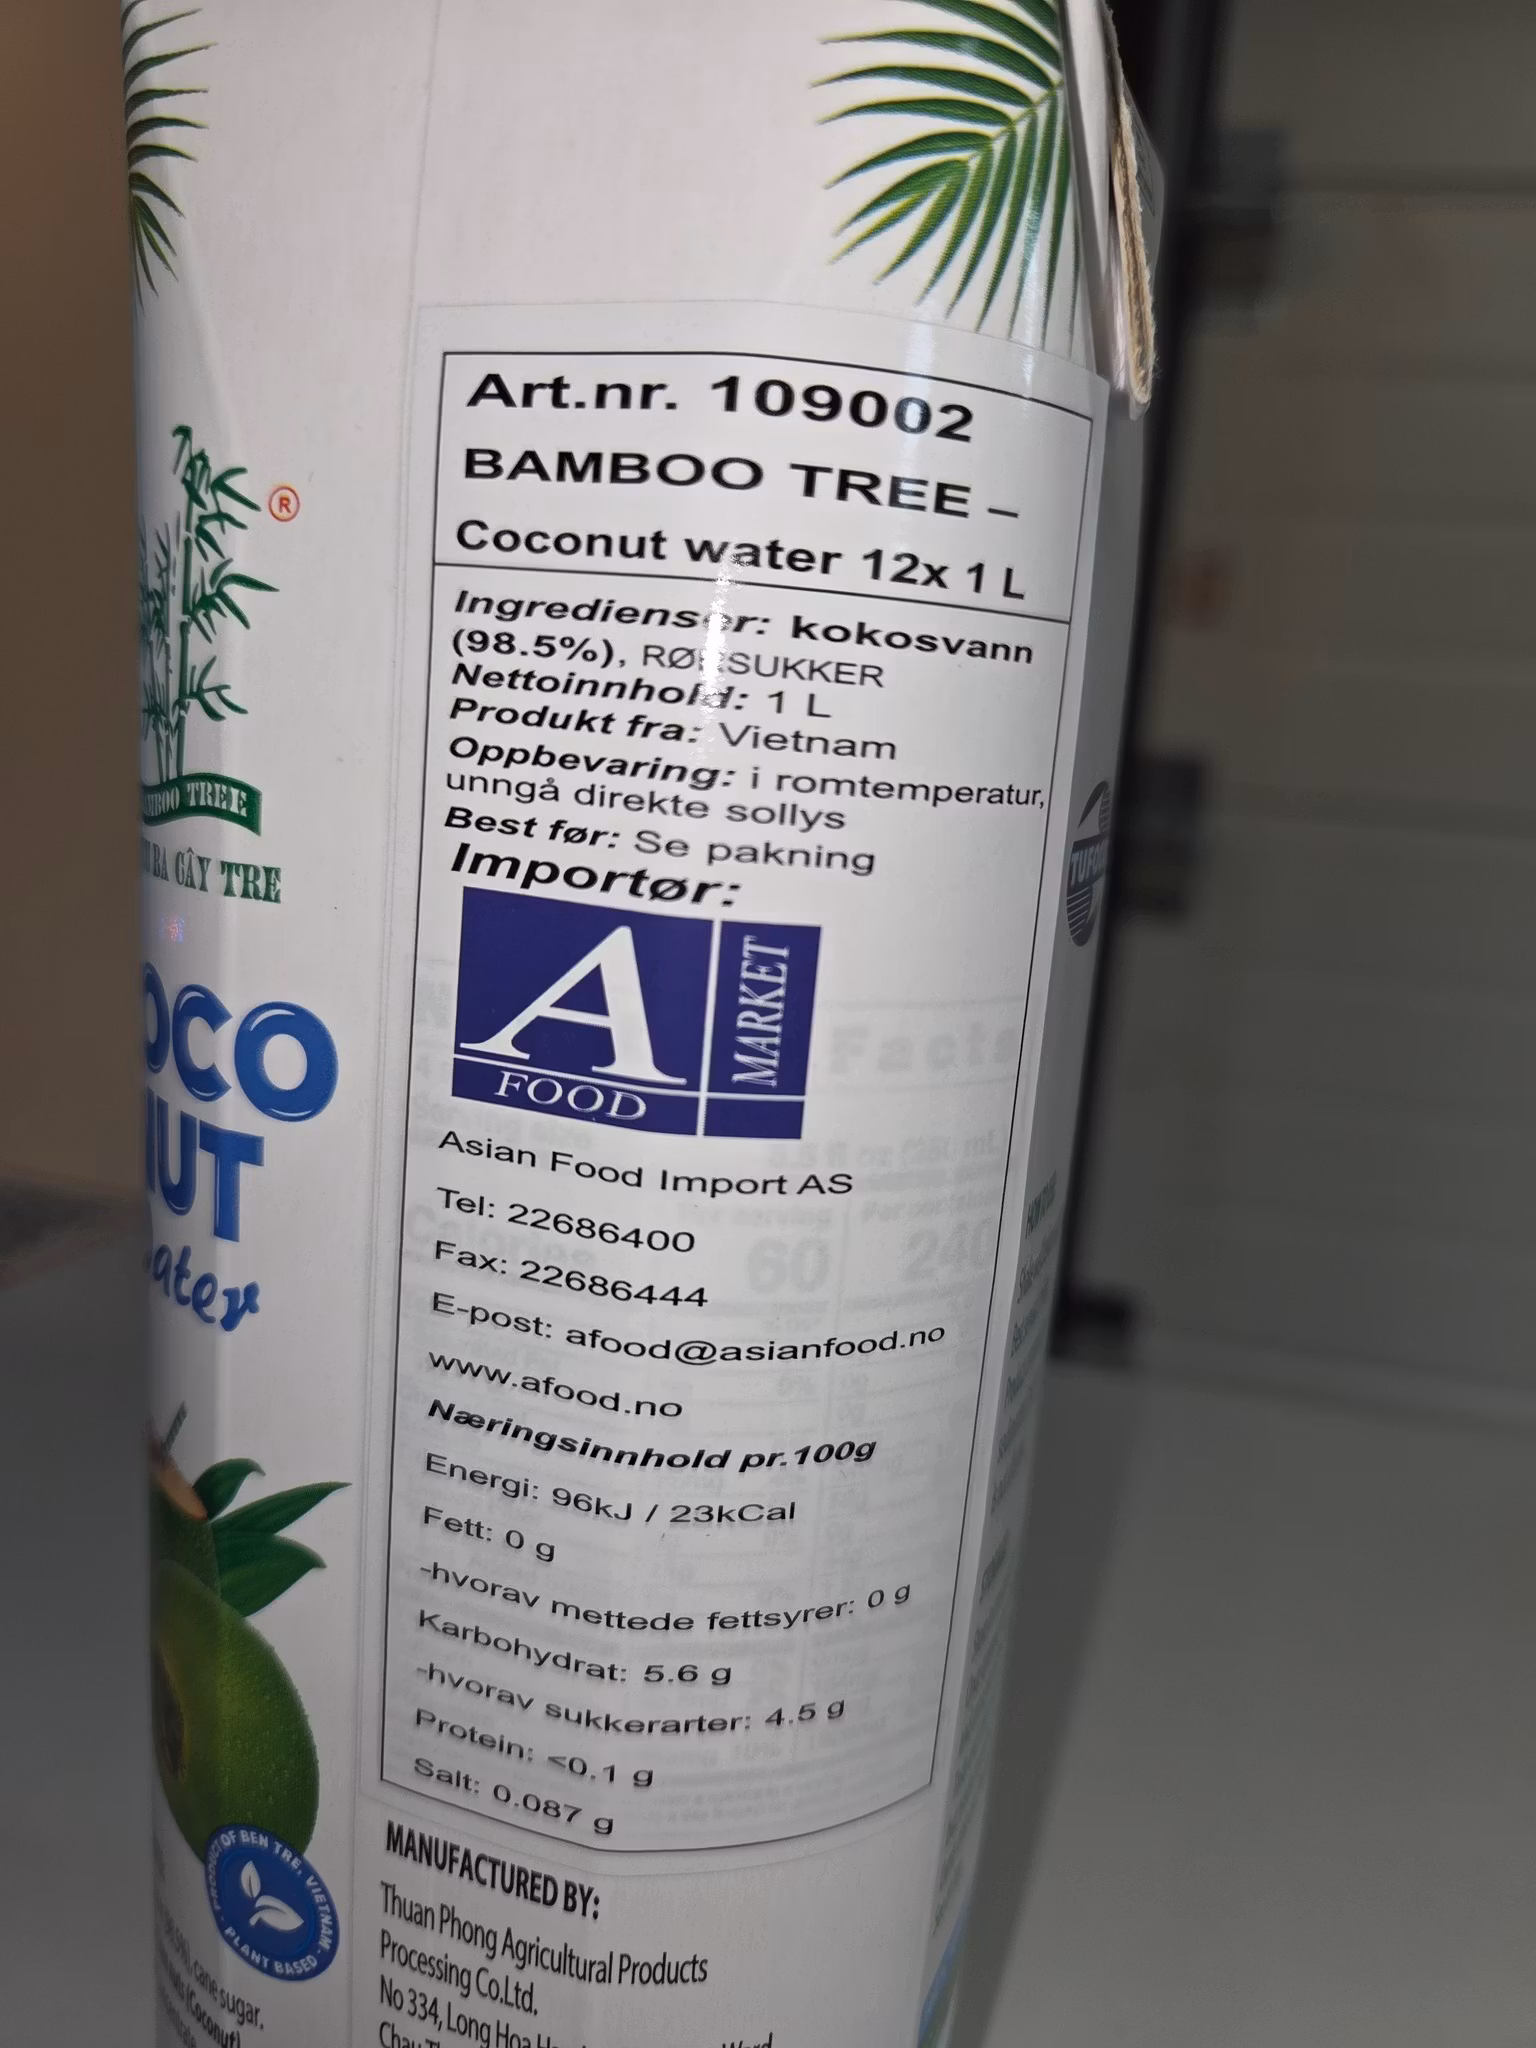 ®
BAMBOO TREE
BA CÂY TRE
OCO
NUT
water
PRODUCT OF BEN TRE, VIETNAM
PLANT BASED
cane sugar.
(Coconut)
Art.nr. 109002
BAMBOO TREE –
Coconut water 12x 1 L
Ingredienser: kokosvann
(98.5%), RØRSUKKER
Nettoinnhold: 1 L
Produkt fra: Vietnam
Oppbevaring: i romtemperatur,
unngå direkte sollys
Best før: Se pakning
Importør:
A
FOOD
MARKET
Asian Food Import AS
Tel: 22686400
Fax: 22686444
E-post: afood@asianfood.no
www.afood.no
Næringsinnhold pr.100g
Energi: 96kJ / 23kCal
Fett: 0 g
-hvorav mettede fettsyrer: 0 g
Karbohydrat: 5.6 g
-hvorav sukkerarter: 4.5 g
Protein: <0.1 g
Salt: 0.087 g
Facts
60
240
MANUFACTURED BY:
Thuan Phong Agricultural Products
Processing Co.Ltd.
No 334, Long Hoa